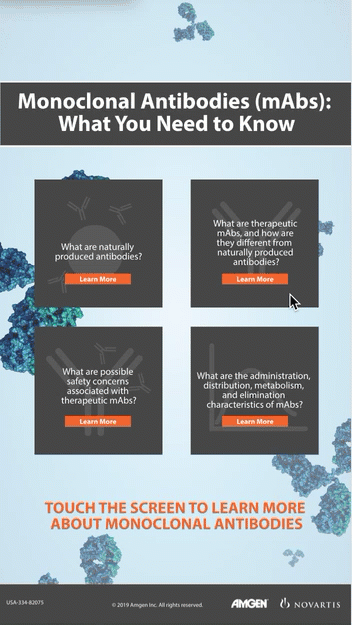 Monoclonal Antibodies (mAbs):
What You Need to Know
What are naturally
produced antibodies?
Learn More
What are therapeutic
mAbs, and how are
they different from
naturally produced
antibodies?
Learn More
What are possible
safety concerns
associated with
therapeutic mAbs?
Learn More
What are the administration,
distribution, metabolism,
and elimination
characteristics of mAbs?
Learn More
TOUCH THE SCREEN TO LEARN MORE
ABOUT MONOCLONAL ANTIBODIES
USA-334-82075
© 2019 Amgen Inc. All rights reserved.
AMGEN
NOVARTIS